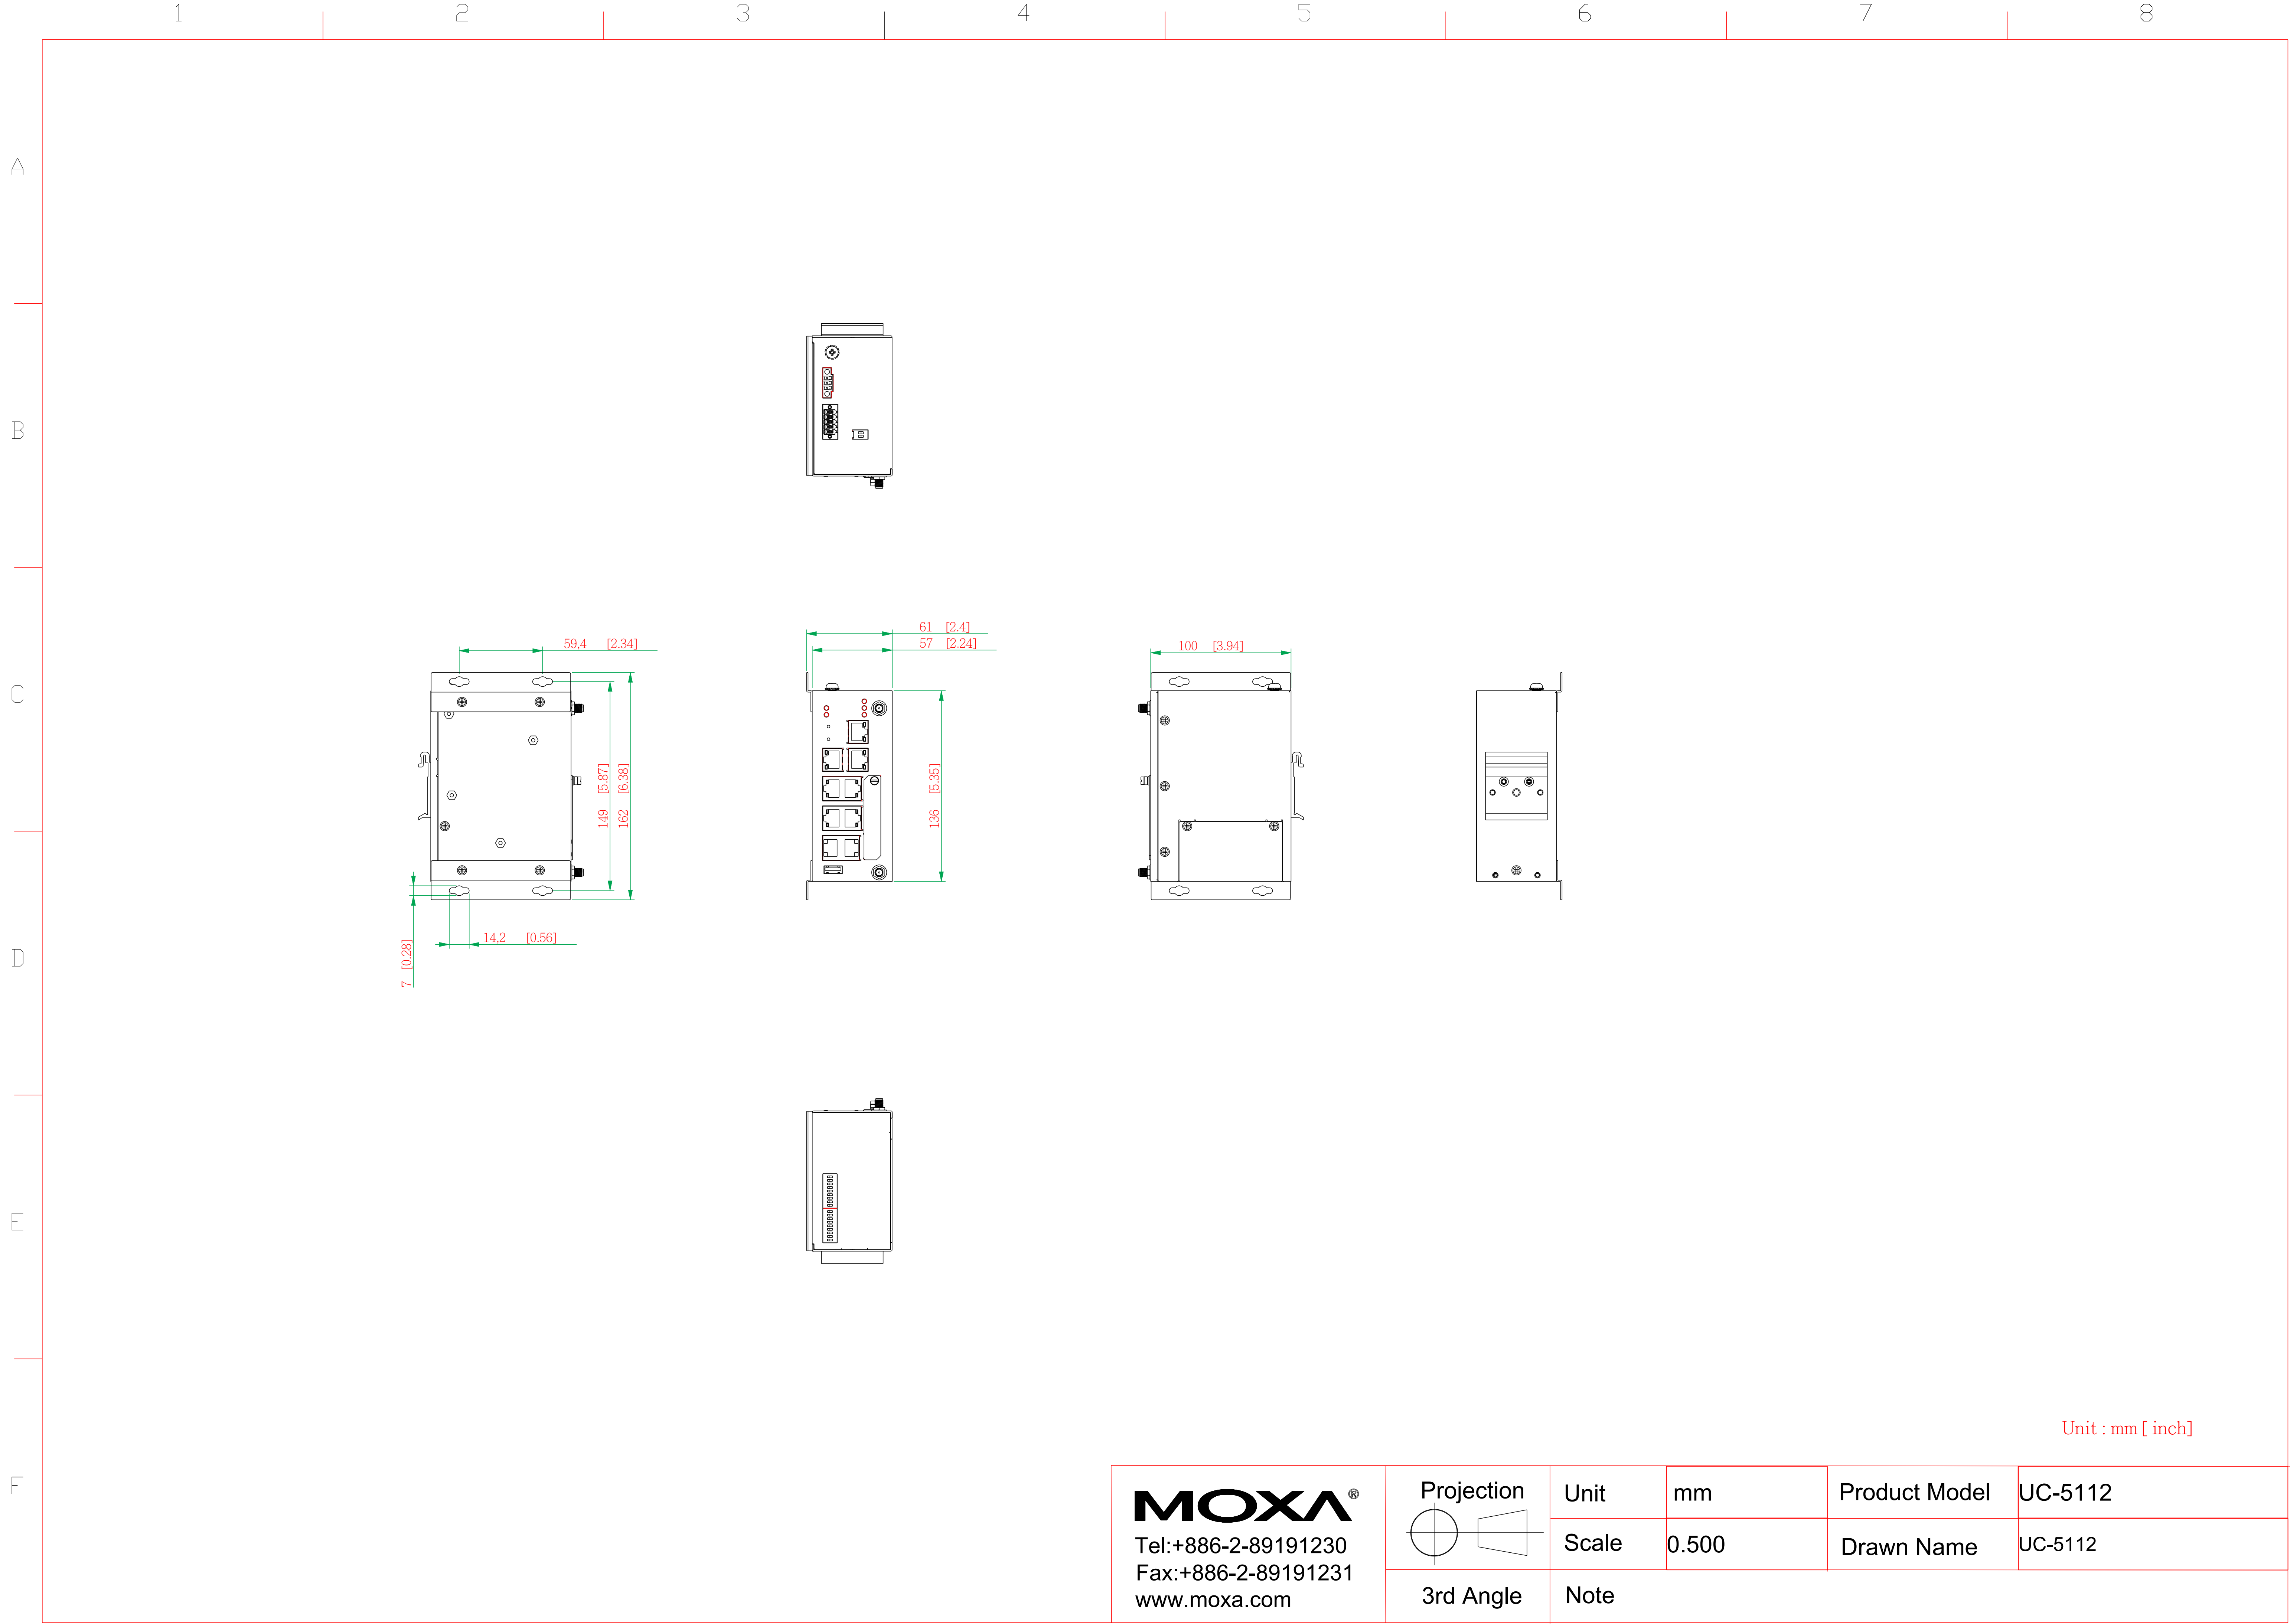 1 2 3 4 5 6 7 8
A
B
C
D
E
F
59,4 [2.34]
61 [2.4]
57 [2.24]
100 [3.94]
149 [5.87]
162 [6.38]
136 [5.35]
14,2 [0.56]
7 [0.28]
Unit : mm [ inch]
MOXA®
Tel:+886-2-89191230
Fax:+886-2-89191231
www.moxa.com
Projection
3rd Angle
Unit mm Product Model UC-5112
Scale 0.500 Drawn Name UC-5112
Note